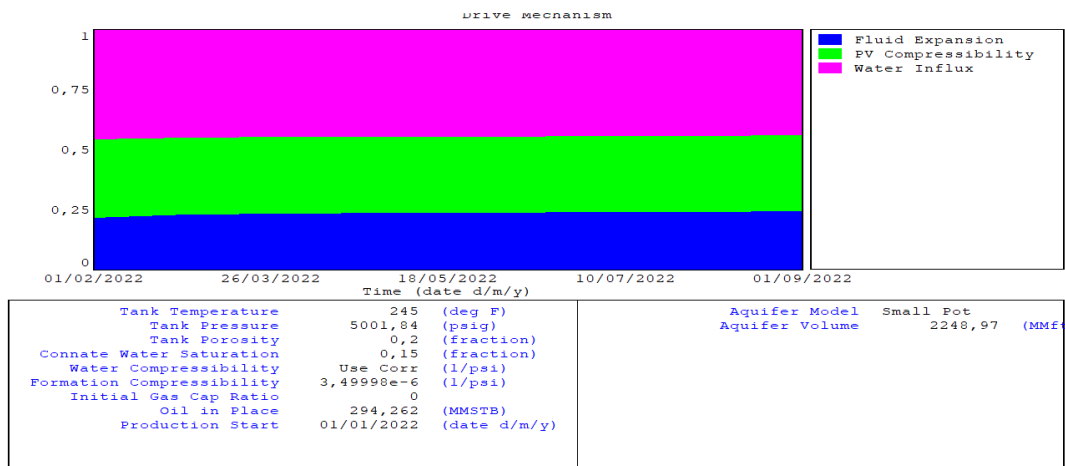 Drive Mechanism
1
0,75
0,5
0,25
0
01/02/2022 26/03/2022 18/05/2022 10/07/2022 01/09/2022
Time (date d/m/y)
Fluid Expansion
PV Compressibility
Water Influx
Tank Temperature 245 (deg F)
Tank Pressure 5001,84 (psig)
Tank Porosity 0,2 (fraction)
Connate Water Saturation 0,15 (fraction)
Water Compressibility Use Corr (1/psi)
Formation Compressibility 3,49998e-6 (1/psi)
Initial Gas Cap Ratio 0
Oil in Place 294,262 (MMSTB)
Production Start 01/01/2022 (date d/m/y)
Aquifer Model Small Pot
Aquifer Volume 2248,97 (MMft